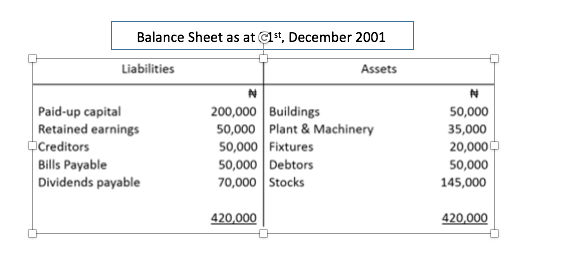 Balance Sheet as at 1st, December 2001
Liabilities Assets
₦ ₦
Paid-up capital 200,000 Buildings 50,000
Retained earnings 50,000 Plant & Machinery 35,000
Creditors 50,000 Fixtures 20,000
Bills Payable 50,000 Debtors 50,000
Dividends payable 70,000 Stocks 145,000
420,000 420,000